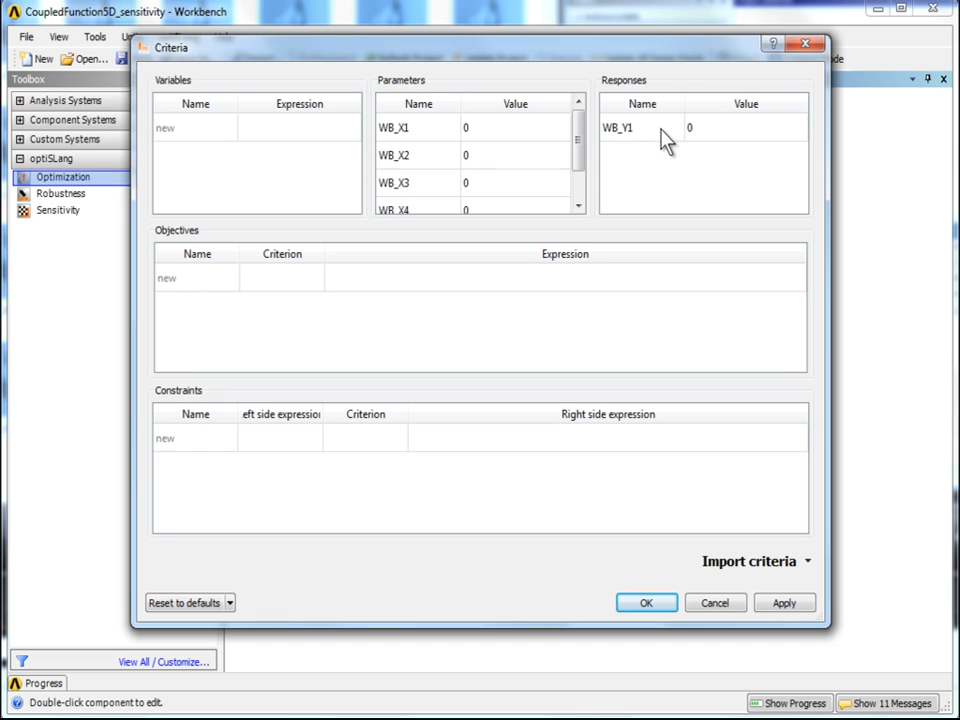 CoupledFunction5D_sensitivity - Workbench
File View Tools
New Open...
Toolbox
Analysis Systems
Component Systems
Custom Systems
optiSLang
Optimization
Robustness
Sensitivity
Criteria
Variables
Name Expression
new
Parameters
Name Value
WB_X1 0
WB_X2 0
WB_X3 0
WB_X4 0
Responses
Name Value
WB_Y1 0
Objectives
Name Criterion Expression
new
Constraints
Name .eft side expression Criterion Right side expression
new
Import criteria
Reset to defaults OK Cancel Apply
View All / Customize...
Progress
Double-click component to edit. Show Progress Show 11 Messages